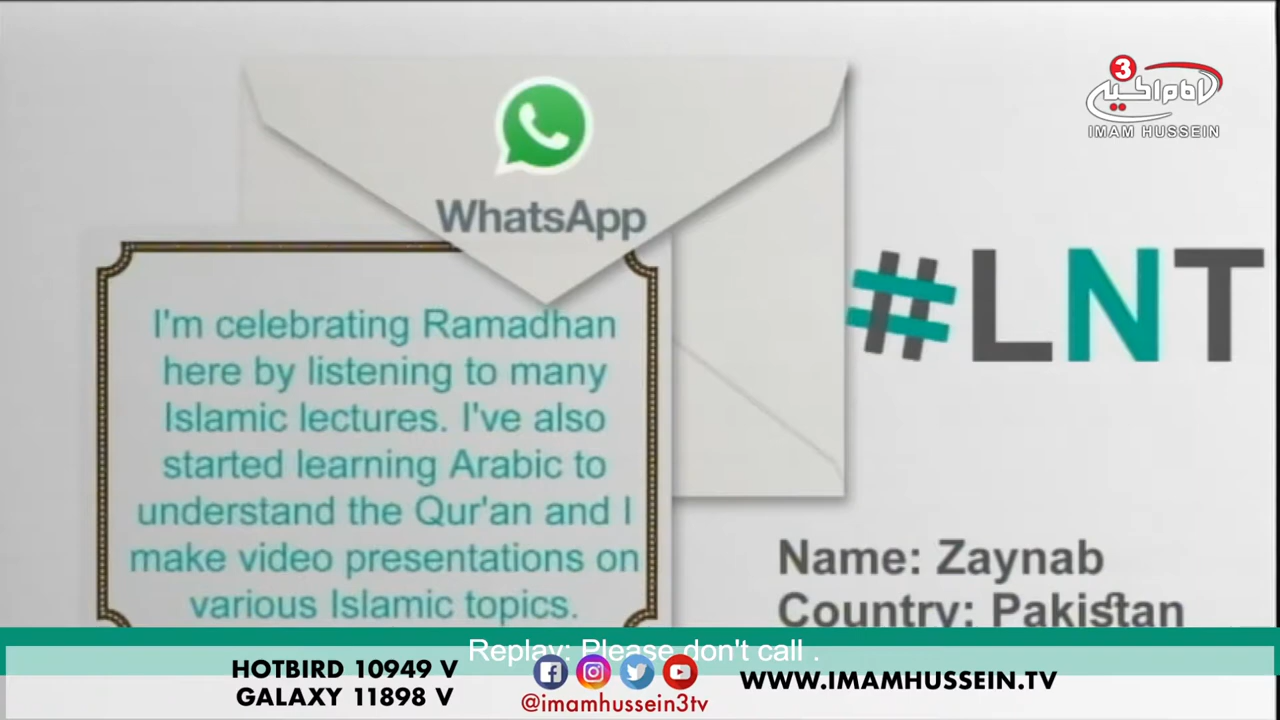 3
الامام الحسين
IMAM HUSSEIN
WhatsApp
#LNT
I'm celebrating Ramadhan
here by listening to many
Islamic lectures. I've also
started learning Arabic to
understand the Qur'an and I
make video presentations on
various Islamic topics.
Name: Zaynab
Country: Pakistan
Replay: Please don't call .
HOTBIRD 10949 V
GALAXY 11898 V
@imamhussein3tv
WWW.IMAMHUSSEIN.TV